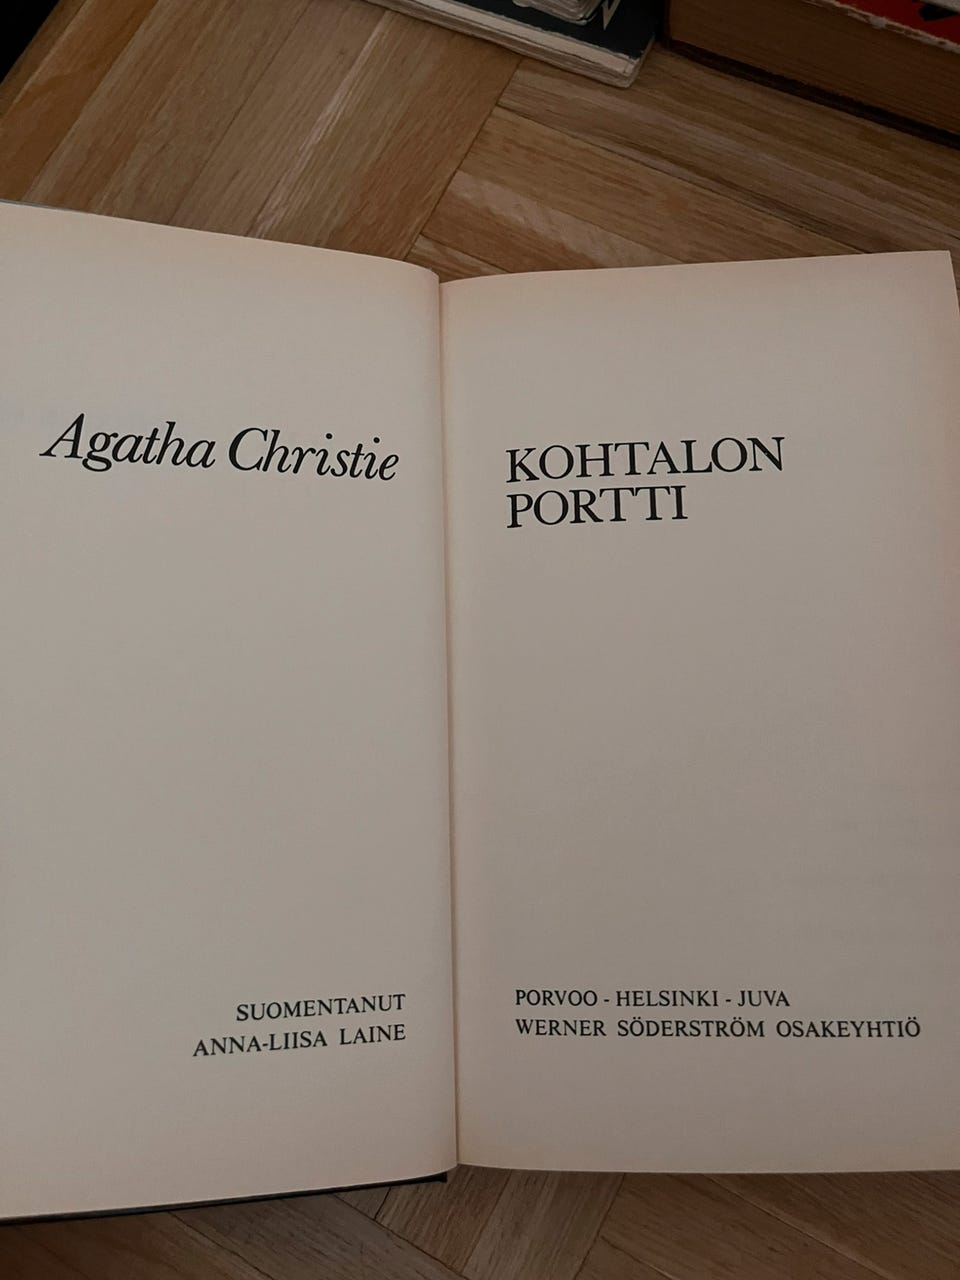 Agatha Christie
SUOMENTANUT
ANNA-LIISA LAINE
KOHTALON
PORTTI
PORVOO - HELSINKI - JUVA
WERNER SÖDERSTRÖM OSAKEYHTIÖ